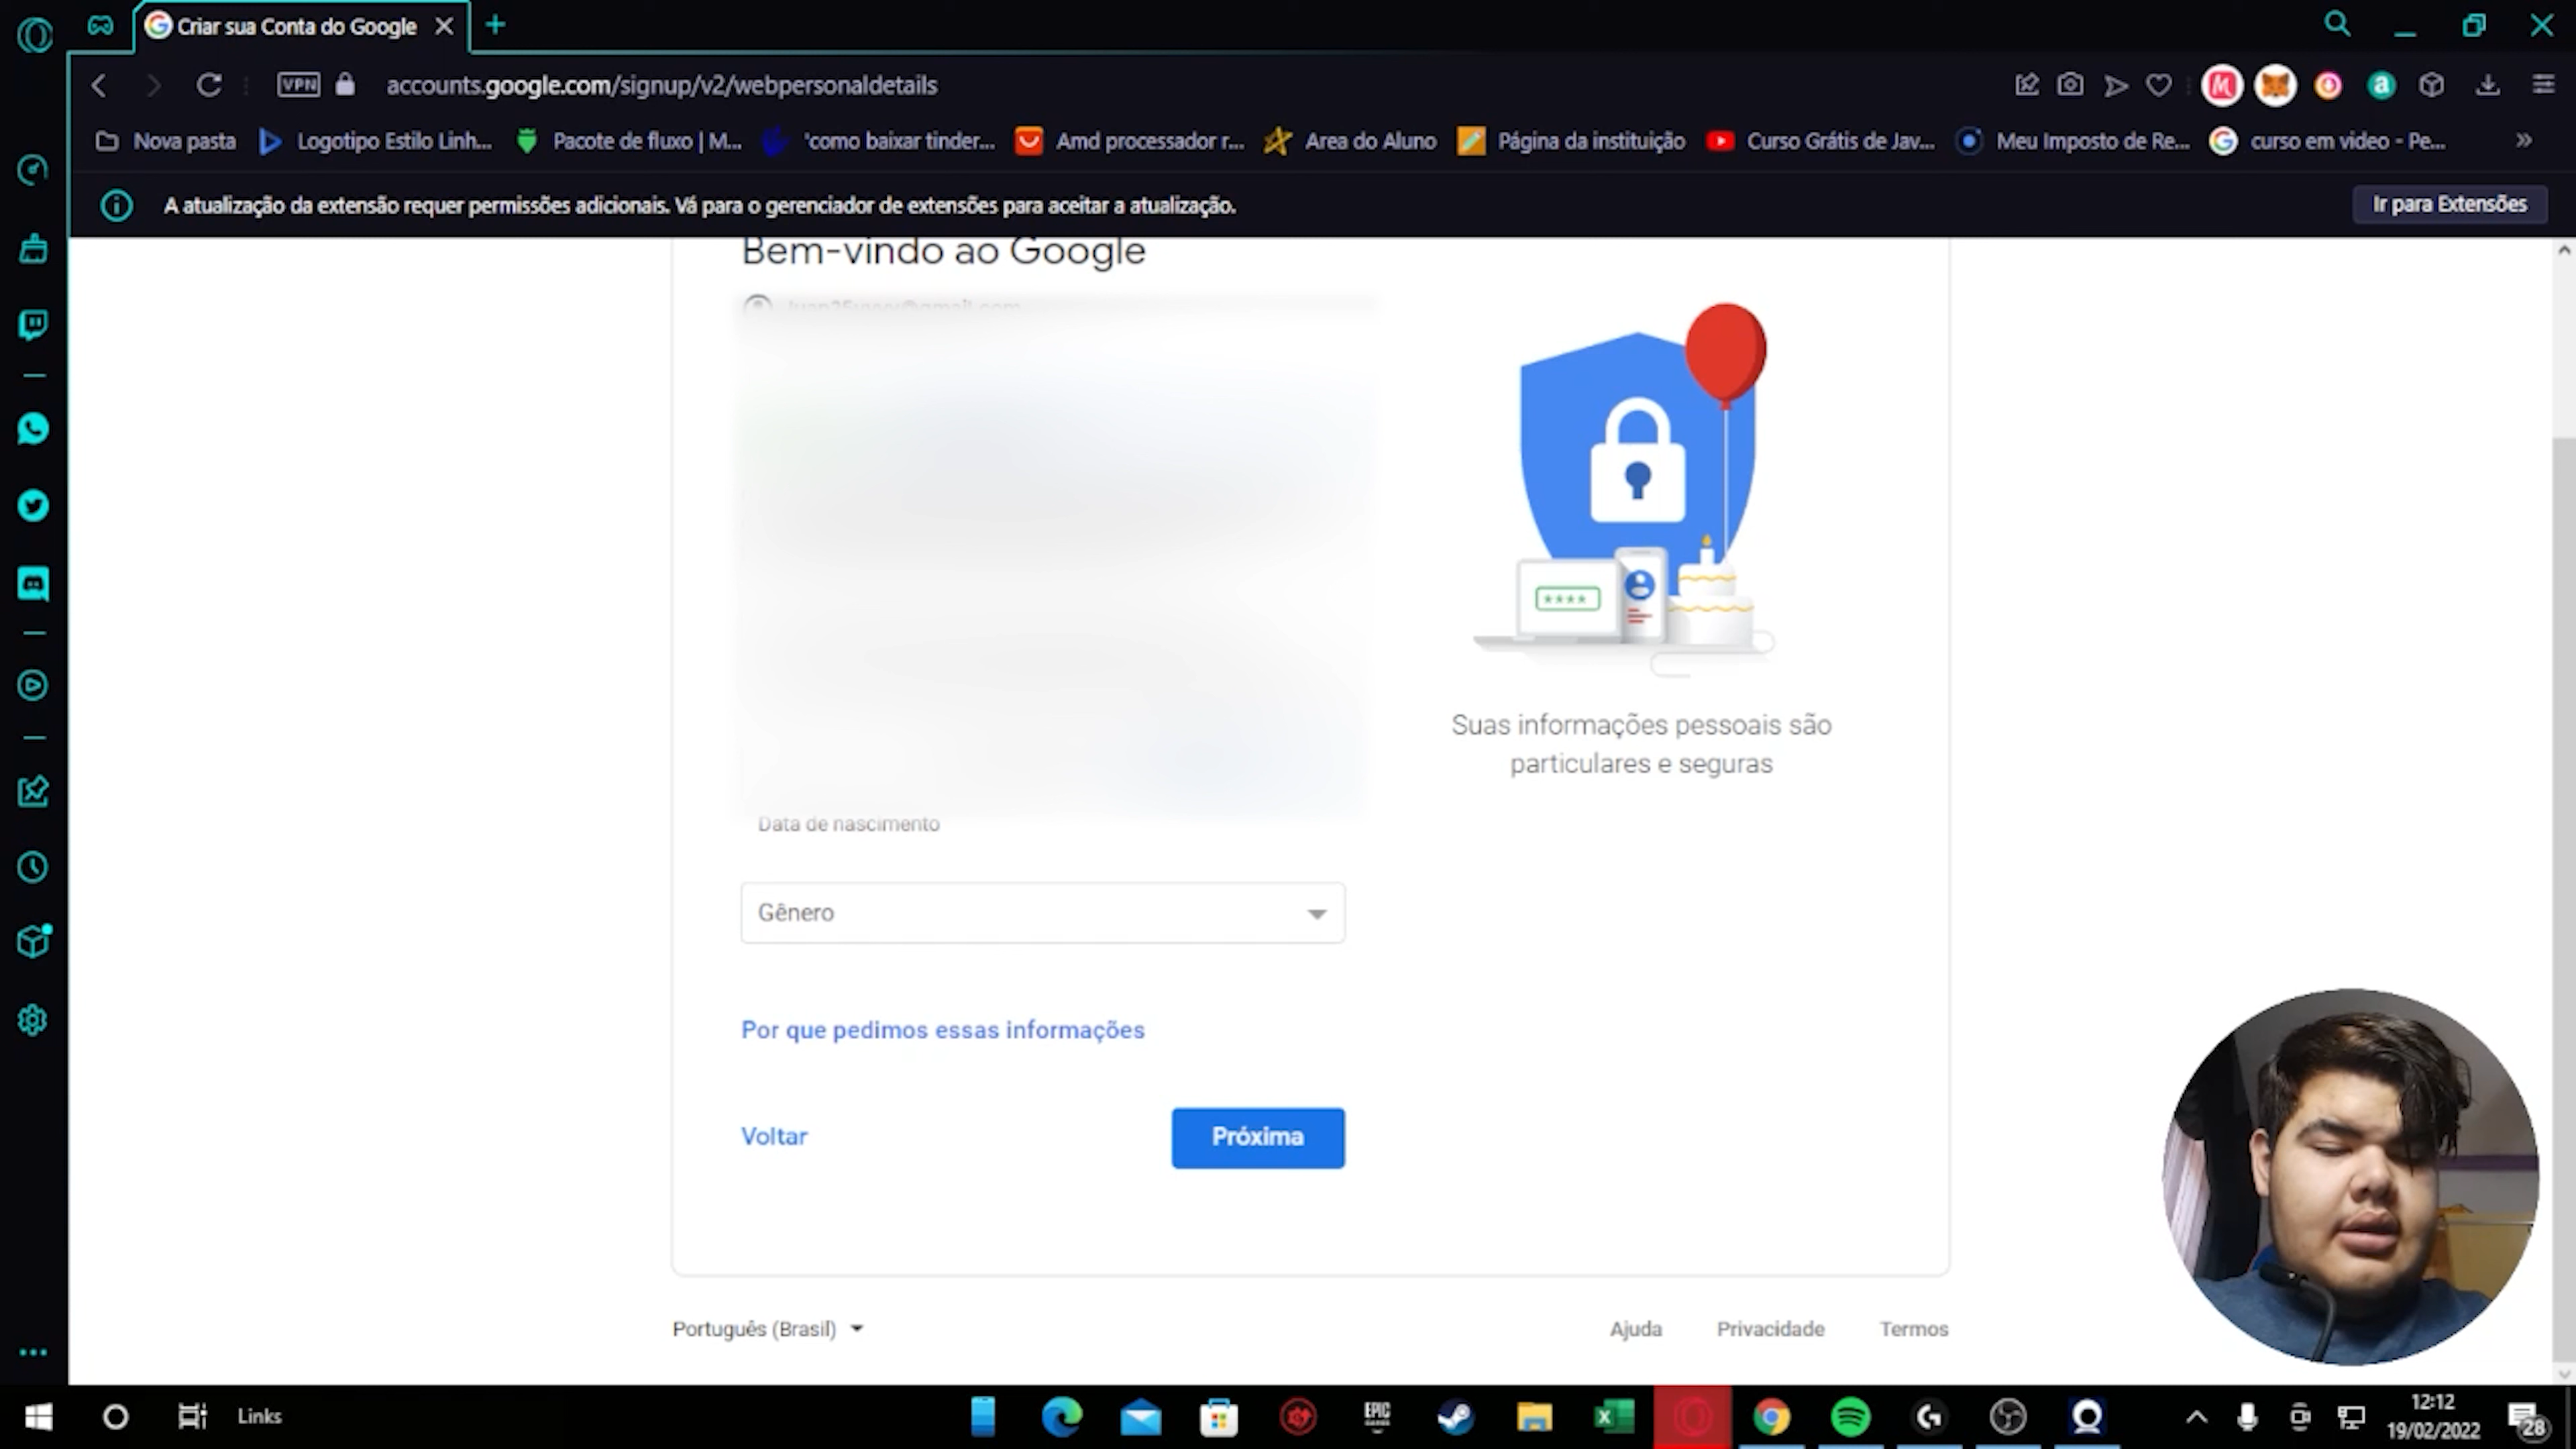 Criar sua Conta do Google
VPN
accounts.google.com/signup/v2/webpersonaldetails
Nova pasta
Logotipo Estilo Linh...
Pacote de fluxo | M...
'como baixar tinder...
Amd processador r...
Area do Aluno
Página da instituição
Curso Grátis de Jav...
Meu Imposto de Re...
curso em video - Pe...
A atualização da extensão requer permissões adicionais. Vá para o gerenciador de extensões para aceitar a atualização.
Ir para Extensões
Bem-vindo ao Google
****
Suas informações pessoais são
particulares e seguras
Data de nascimento
Gênero
Por que pedimos essas informações
Voltar
Próxima
Português (Brasil)
Ajuda
Privacidade
Termos
Links
EPIC
GAMES
12:12
19/02/2022
28